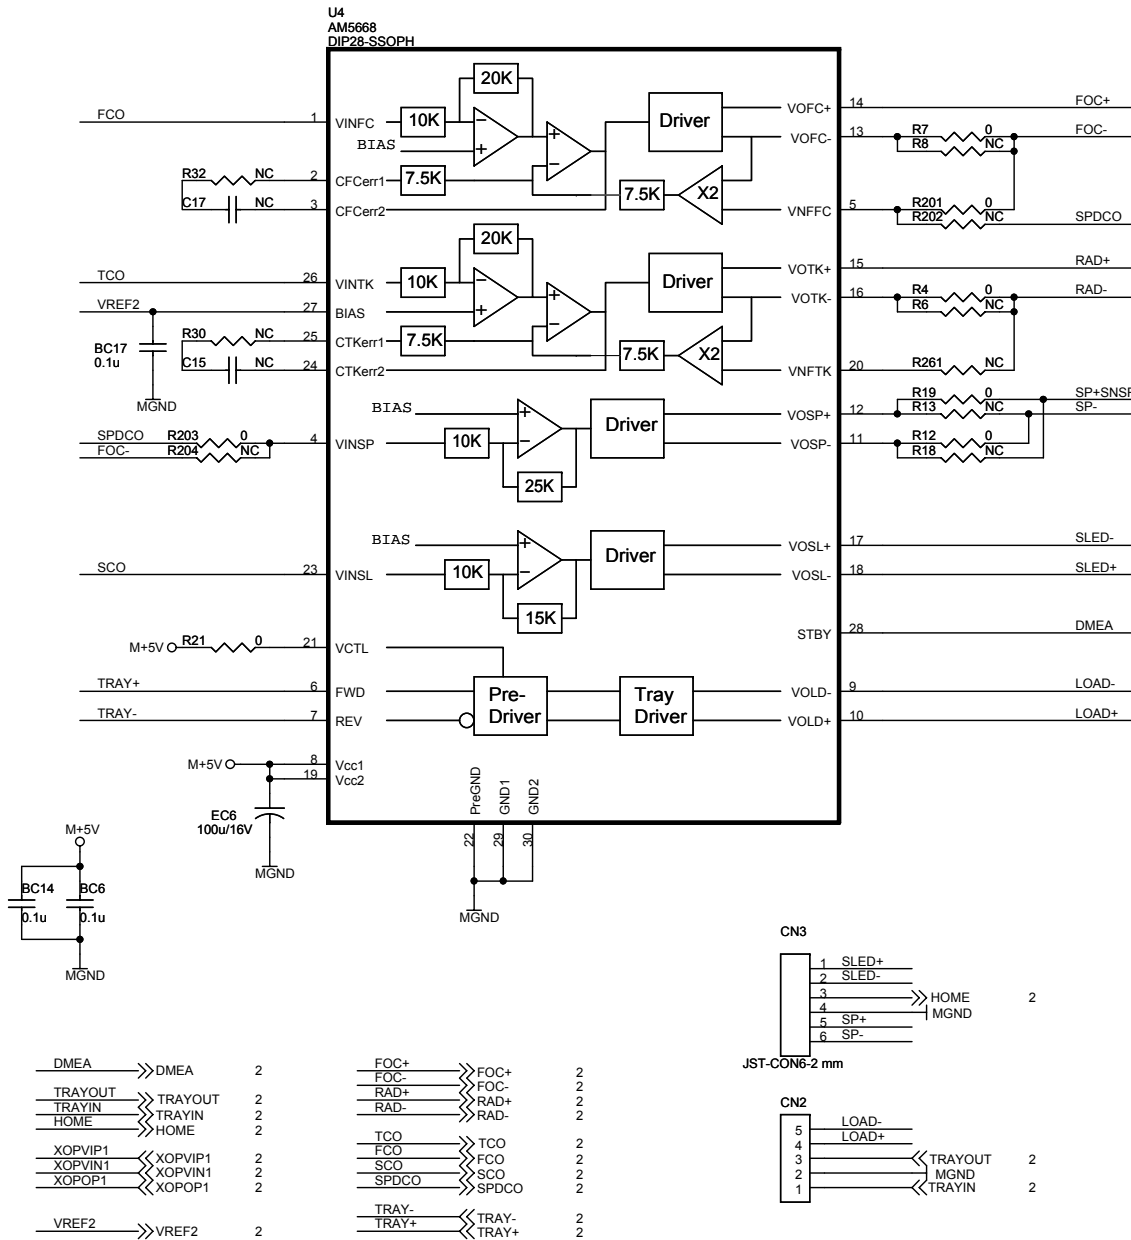 U4
AM5668
DIP28-SSOPH
FCO
1
VINFC
10K
20K
BIAS
Driver
VOFC+
14
FOC+
VOFC-
13
R7
0
FOC-
R8
NC
R32
NC
2
CFCerr1
7.5K
7.5K
X2
C17
NC
3
CFCerr2
VNFFC
5
R201
0
R202
NC
SPDCO
TCO
26
VINTK
10K
20K
Driver
VOTK+
15
RAD+
VREF2
27
BIAS
VOTK-
16
R4
0
RAD-
R6
NC
BC17
0.1u
MGND
R30
NC
25
CTKerr1
7.5K
7.5K
X2
C15
NC
24
CTKerr2
VNFTK
20
R261
NC
BIAS
Driver
VOSP+
12
R19
0
SP+SNSP
R13
NC
SP-
SPDCO
R203
0
FOC-
R204
NC
4
VINSP
10K
25K
VOSP-
11
R12
0
R18
NC
BIAS
Driver
VOSL+
17
SLED-
SCO
23
VINSL
10K
15K
VOSL-
18
SLED+
STBY
28
DMEA
M+5V
R21
0
21
VCTL
TRAY+
6
FWD
Pre-
Driver
Tray
Driver
VOLD-
9
LOAD-
TRAY-
7
REV
VOLD+
10
LOAD+
M+5V
8
Vcc1
19
Vcc2
EC6
100u/16V
MGND
PreGND
GND1
GND2
22
29
30
MGND
M+5V
BC14
0.1u
BC6
0.1u
MGND
CN3
1 SLED+
2 SLED-
3 HOME 2
4 MGND
5 SP+
6 SP-
JST-CON6-2 mm
CN2
5 LOAD-
4 LOAD+
3 TRAYOUT 2
2 MGND
1 TRAYIN 2
DMEA DMEA 2
TRAYOUT TRAYOUT 2
TRAYIN TRAYIN 2
HOME HOME 2
XOPVIP1 XOPVIP1 2
XOPVIN1 XOPVIN1 2
XOPOP1 XOPOP1 2
VREF2 VREF2 2
FOC+ FOC+ 2
FOC- FOC- 2
RAD+ RAD+ 2
RAD- RAD- 2
TCO TCO 2
FCO FCO 2
SCO SCO 2
SPDCO SPDCO 2
TRAY- TRAY- 2
TRAY+ TRAY+ 2